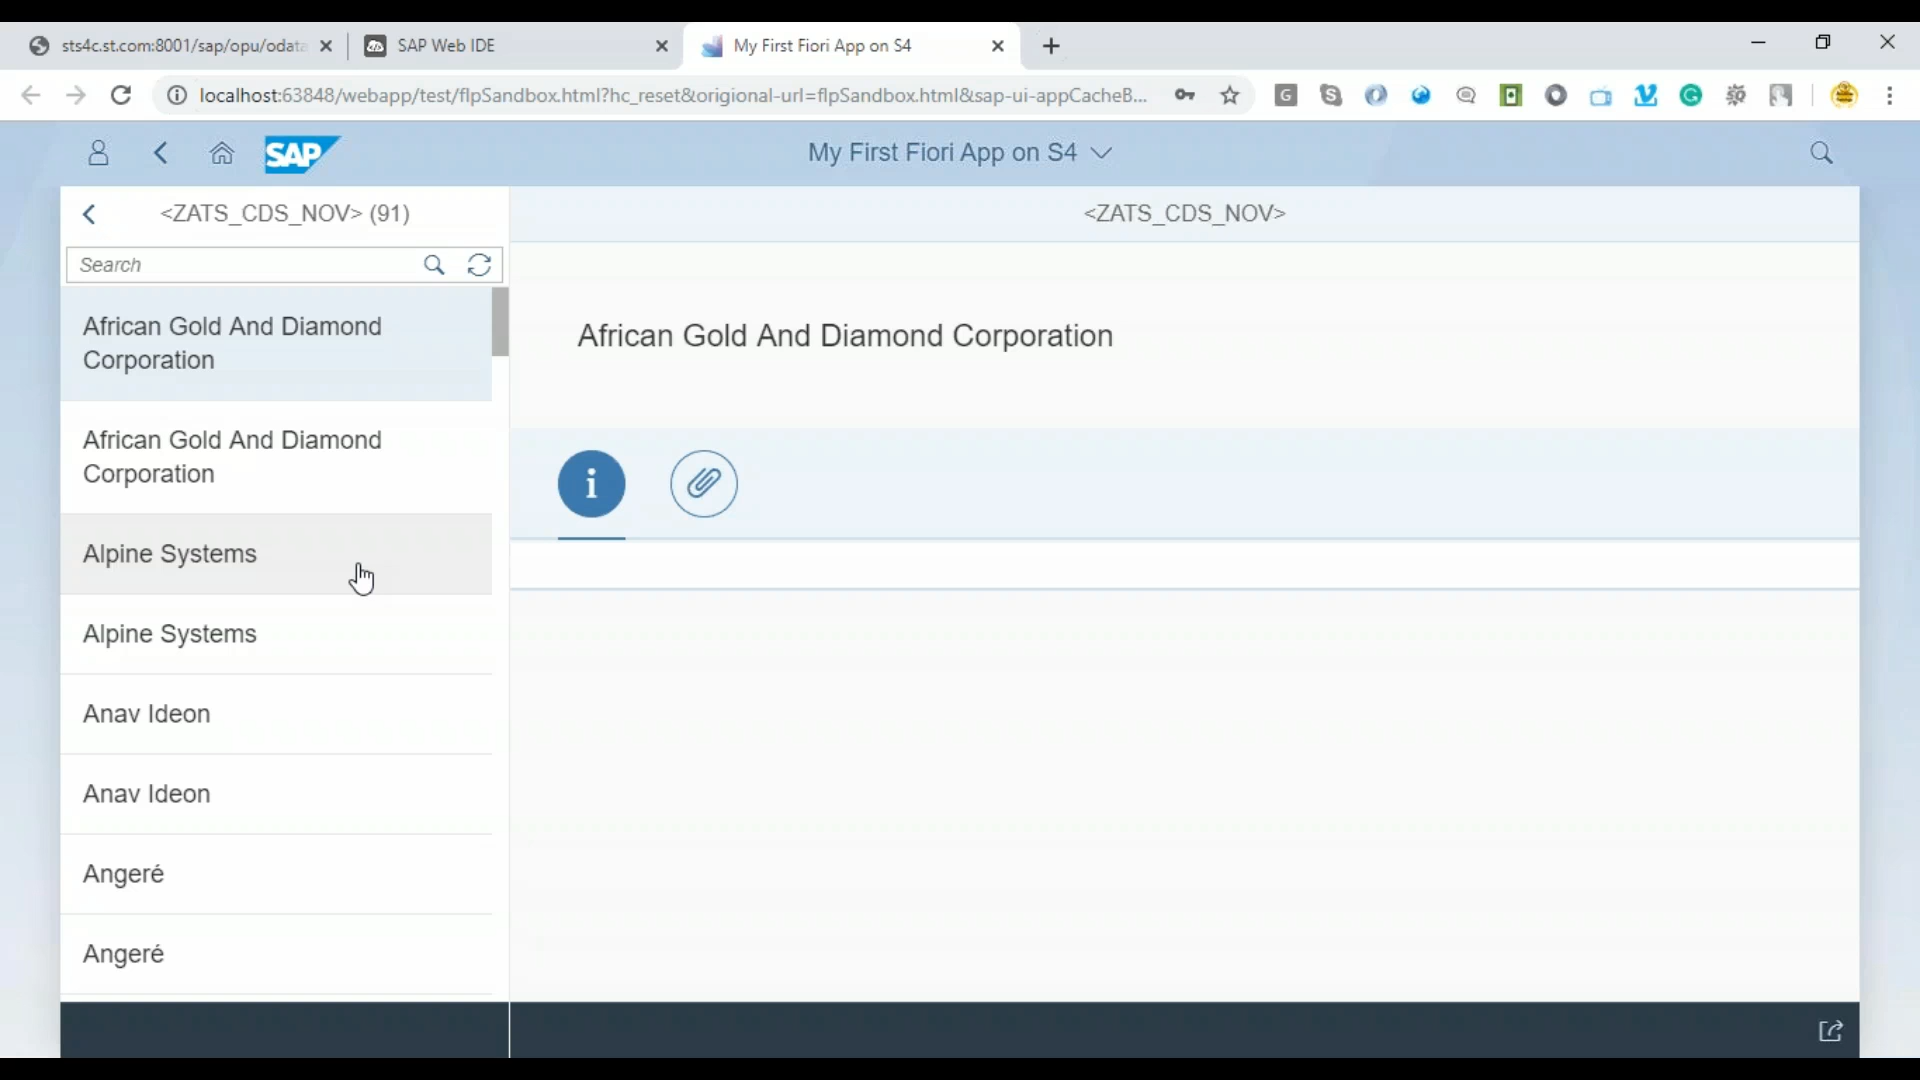 sts4c.st.com:8001/sap/opu/odata
SAP Web IDE
My First Fiori App on S4
localhost:63848/webapp/test/flpSandbox.html?hc_reset&origional-url=flpSandbox.html&sap-ui-appCacheB...
SAP
My First Fiori App on S4
<ZATS_CDS_NOV> (91)
<ZATS_CDS_NOV>
Search
African Gold And Diamond
Corporation
African Gold And Diamond Corporation
African Gold And Diamond
Corporation
Alpine Systems
Alpine Systems
Anav Ideon
Anav Ideon
Angeré
Angeré